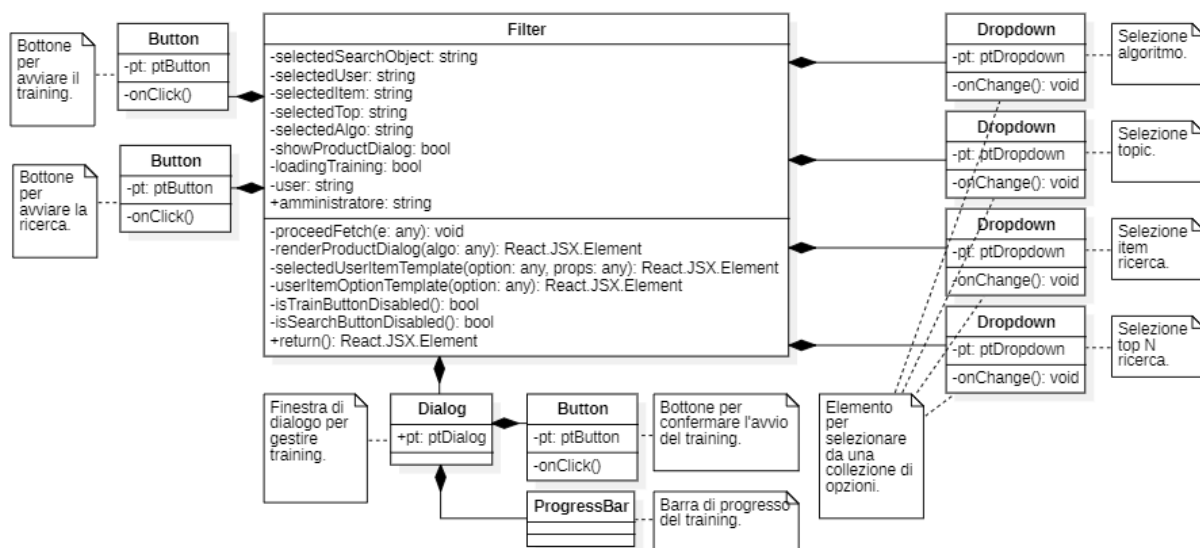 Bottone
per
avviare il
training.
Button
-pt: ptButton
-onClick()
Bottone
per
avviare la
ricerca.
Button
-pt: ptButton
-onClick()
Filter
-selectedSearchObject: string
-selectedUser: string
-selectedItem: string
-selectedTop: string
-selectedAlgo: string
-showProductDialog: bool
-loadingTraining: bool
-user: string
+amministratore: string
-proceedFetch(e: any): void
-renderProductDialog(algo: any): React.JSX.Element
-selectedUserItemTemplate(option: any, props: any): React.JSX.Element
-userItemOptionTemplate(option: any): React.JSX.Element
-isTrainButtonDisabled(): bool
-isSearchButtonDisabled(): bool
+return(): React.JSX.Element
Dropdown
-pt: ptDropdown
-onChange(): void
Selezione
algoritmo.
Dropdown
-pt: ptDropdown
-onChange(): void
Selezione
topic.
Dropdown
-pt: ptDropdown
-onChange(): void
Selezione
item
ricerca.
Dropdown
-pt: ptDropdown
-onChange(): void
Selezione
top N
ricerca.
Finestra di
dialogo per
gestire
training.
Dialog
+pt: ptDialog
Button
-pt: ptButton
-onClick()
Bottone per
confermare l'avvio
del training.
Elemento
per
selezionare
da una
collezione di
opzioni.
ProgressBar
Barra di progresso
del training.